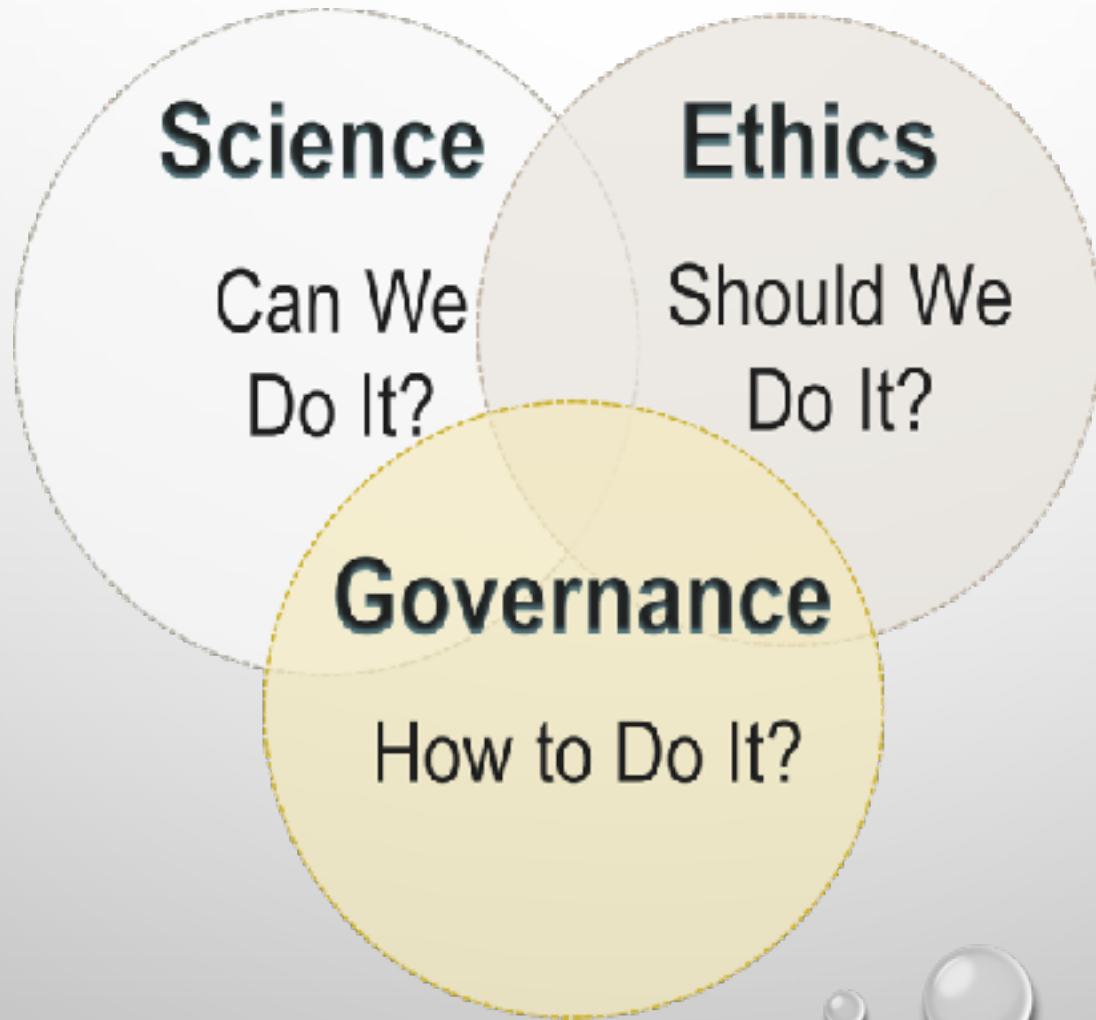 Science
Can We
Do It?
Ethics
Should We
Do It?
Governance
How to Do It?